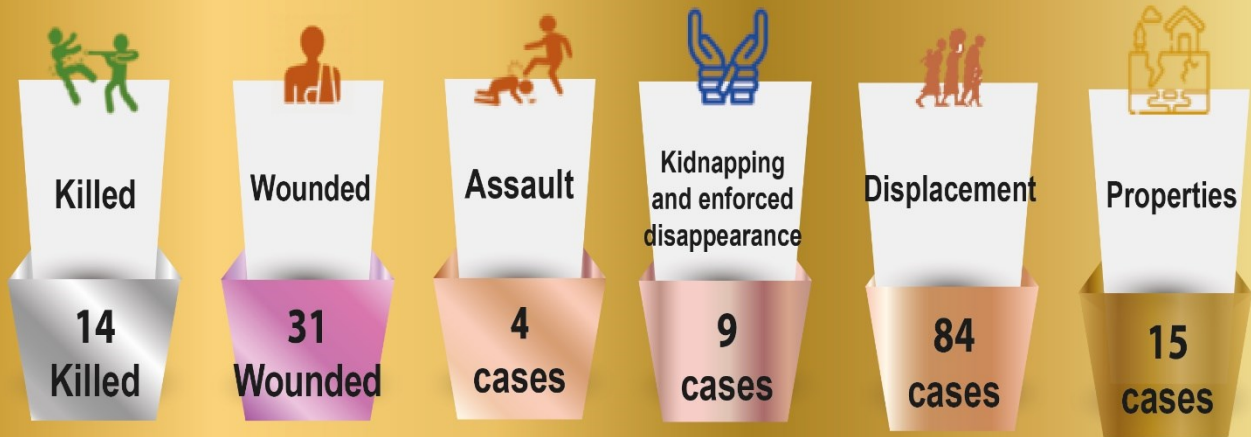 Killed
14
Killed
Wounded
31
Wounded
Assault
4
cases
Kidnapping
and enforced
disappearance
9
cases
Displacement
84
cases
Properties
15
cases